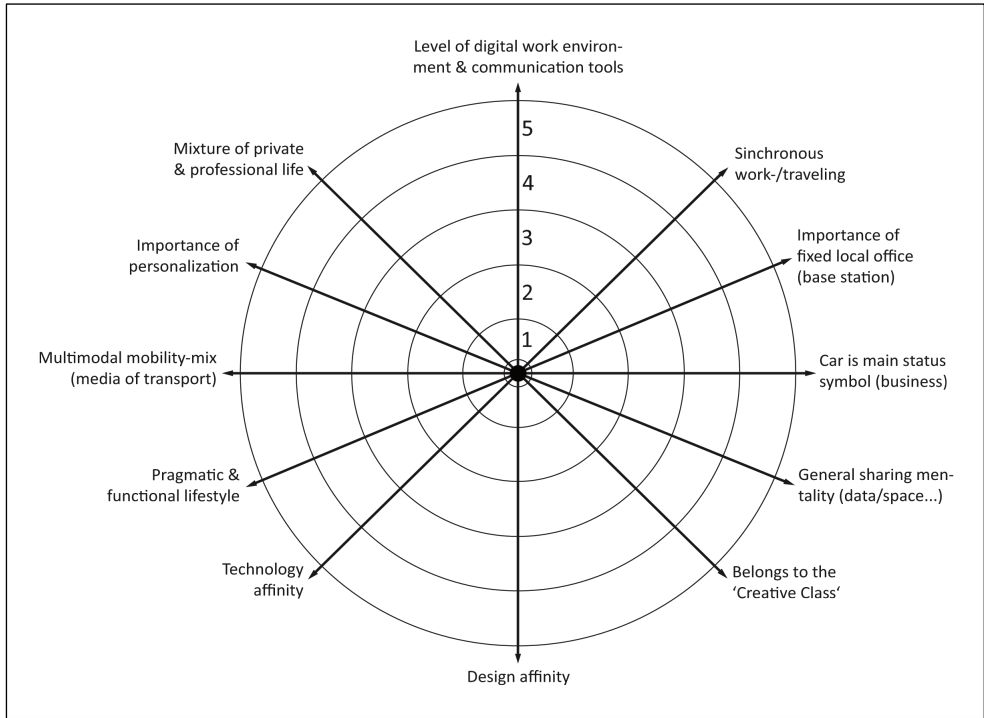 Level of digital work environ-
ment & communication tools
5
4
3
2
1
Sinchronous
work-/traveling
Importance of
fixed local office
(base station)
Car is main status
symbol (business)
General sharing men-
tality (data/space...)
Belongs to the
‘Creative Class‘
Design affinity
Technology
affinity
Pragmatic &
functional lifestyle
Multimodal mobility-mix
(media of transport)
Importance of
personalization
Mixture of private
& professional life